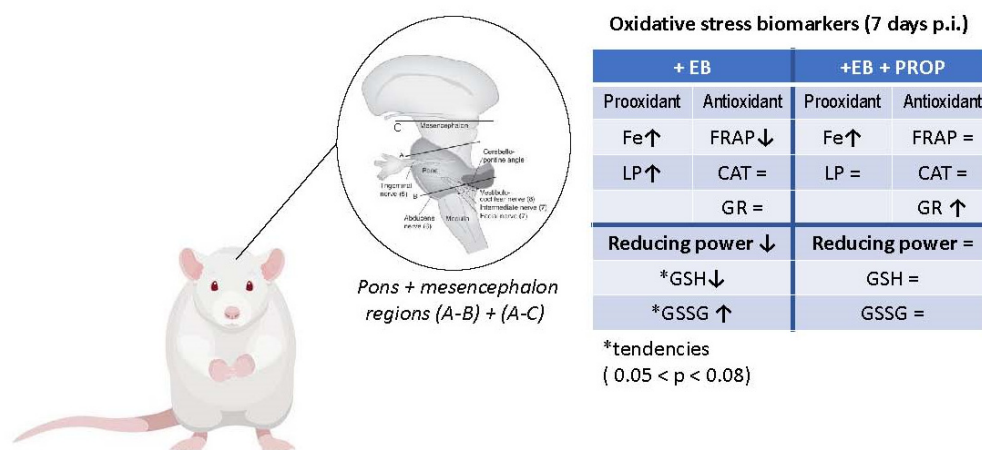 Oxidative stress biomarkers (7 days p.i.)
+ EB +EB + PROP
Prooxidant Antioxidant Prooxidant Antioxidant
Fe↑ FRAP↓ Fe↑ FRAP =
LP↑ CAT = LP = CAT =
GR = GR ↑
Reducing power ↓ Reducing power =
*GSH↓ GSH =
*GSSG ↑ GSSG =
*tendencies
( 0.05 < p < 0.08)
C
Mesencephalon
A
Cerebello-
pontine angle
Pons
Trigeminal
nerve (5)
B
Vestibulo-
cochlear nerve (8)
Intermediate nerve (7)
Facial nerve (7)
Abducens
Medulla
Pons + mesencephalon
regions (A-B) + (A-C)